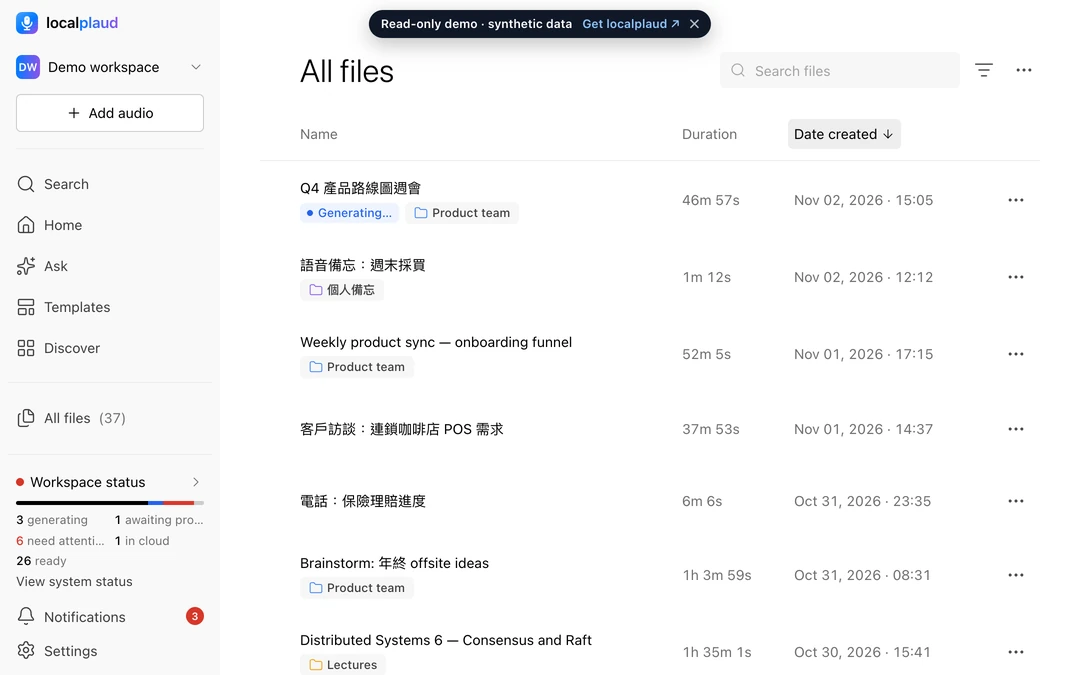 localplaud
Read-only demo · synthetic data Get localplaud ↗ ×
DW Demo workspace
+ Add audio
Search
Home
Ask
Templates
Discover
All files (37)
Workspace status
3 generating 1 awaiting pro...
6 need attenti... 1 in cloud
26 ready
View system status
Notifications 3
Settings
All files
Search files
Name Duration Date created ↓
Q4 產品路線圖週會
Generating... Product team
46m 57s Nov 02, 2026 · 15:05
語音備忘：週末採買
個人備忘
1m 12s Nov 02, 2026 · 12:12
Weekly product sync — onboarding funnel
Product team
52m 5s Nov 01, 2026 · 17:15
客戶訪談：連鎖咖啡店 POS 需求
37m 53s Nov 01, 2026 · 14:37
電話：保險理賠進度
6m 6s Oct 31, 2026 · 23:35
Brainstorm: 年終 offsite ideas
Product team
1h 3m 59s Oct 31, 2026 · 08:31
Distributed Systems 6 — Consensus and Raft
Lectures
1h 35m 1s Oct 30, 2026 · 15:41